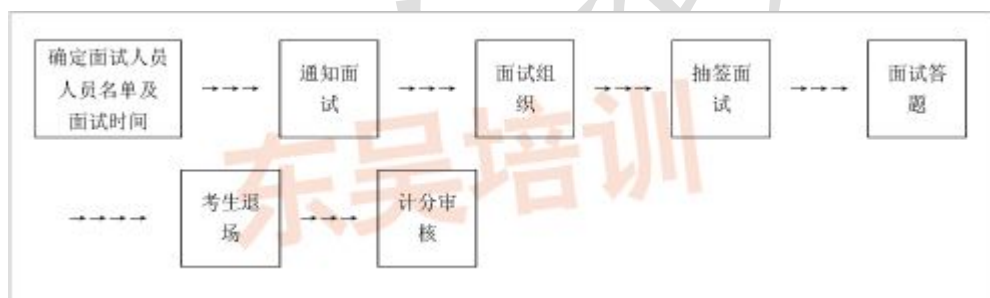 确定面试人员
人员名单及
面试时间
→→→
通知面
试
→→→
面试组
织
→→→
抽签面
试
→→→
面试答
题
→→→→
考生退
场
→→→
计分审
核
东吴培训